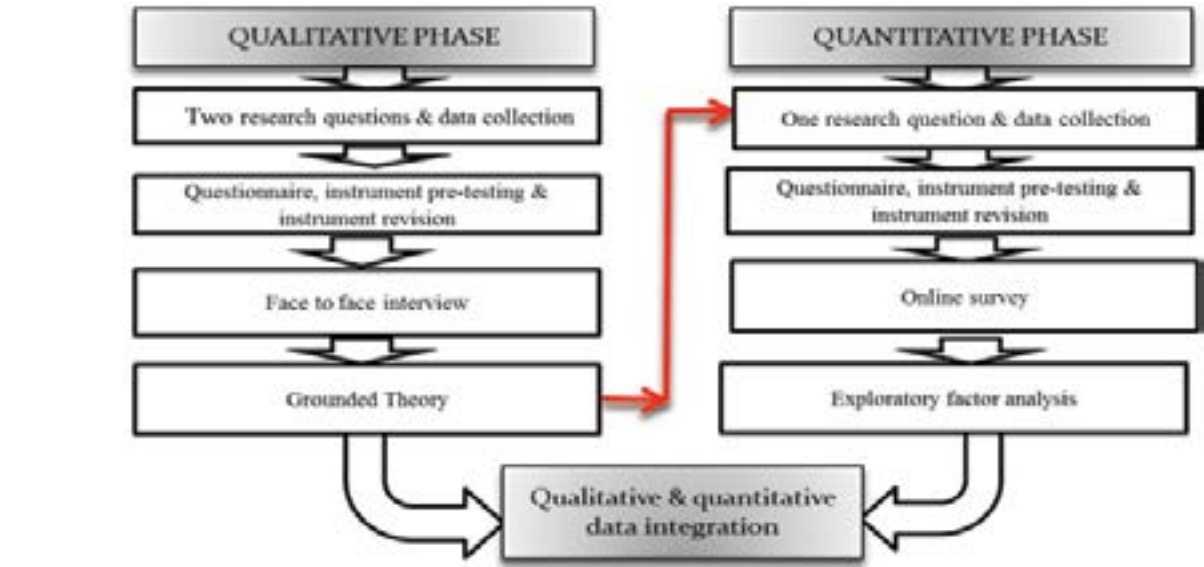 QUALITATIVE PHASE
Two research questions & data collection
Questionnaire, instrument pre-testing &
instrument revision
Face to face interview
Grounded Theory
QUANTITATIVE PHASE
One research question & data collection
Questionnaire, instrument pre-testing &
instrument revision
Online survey
Exploratory factor analysis
Qualitative & quantitative
data integration